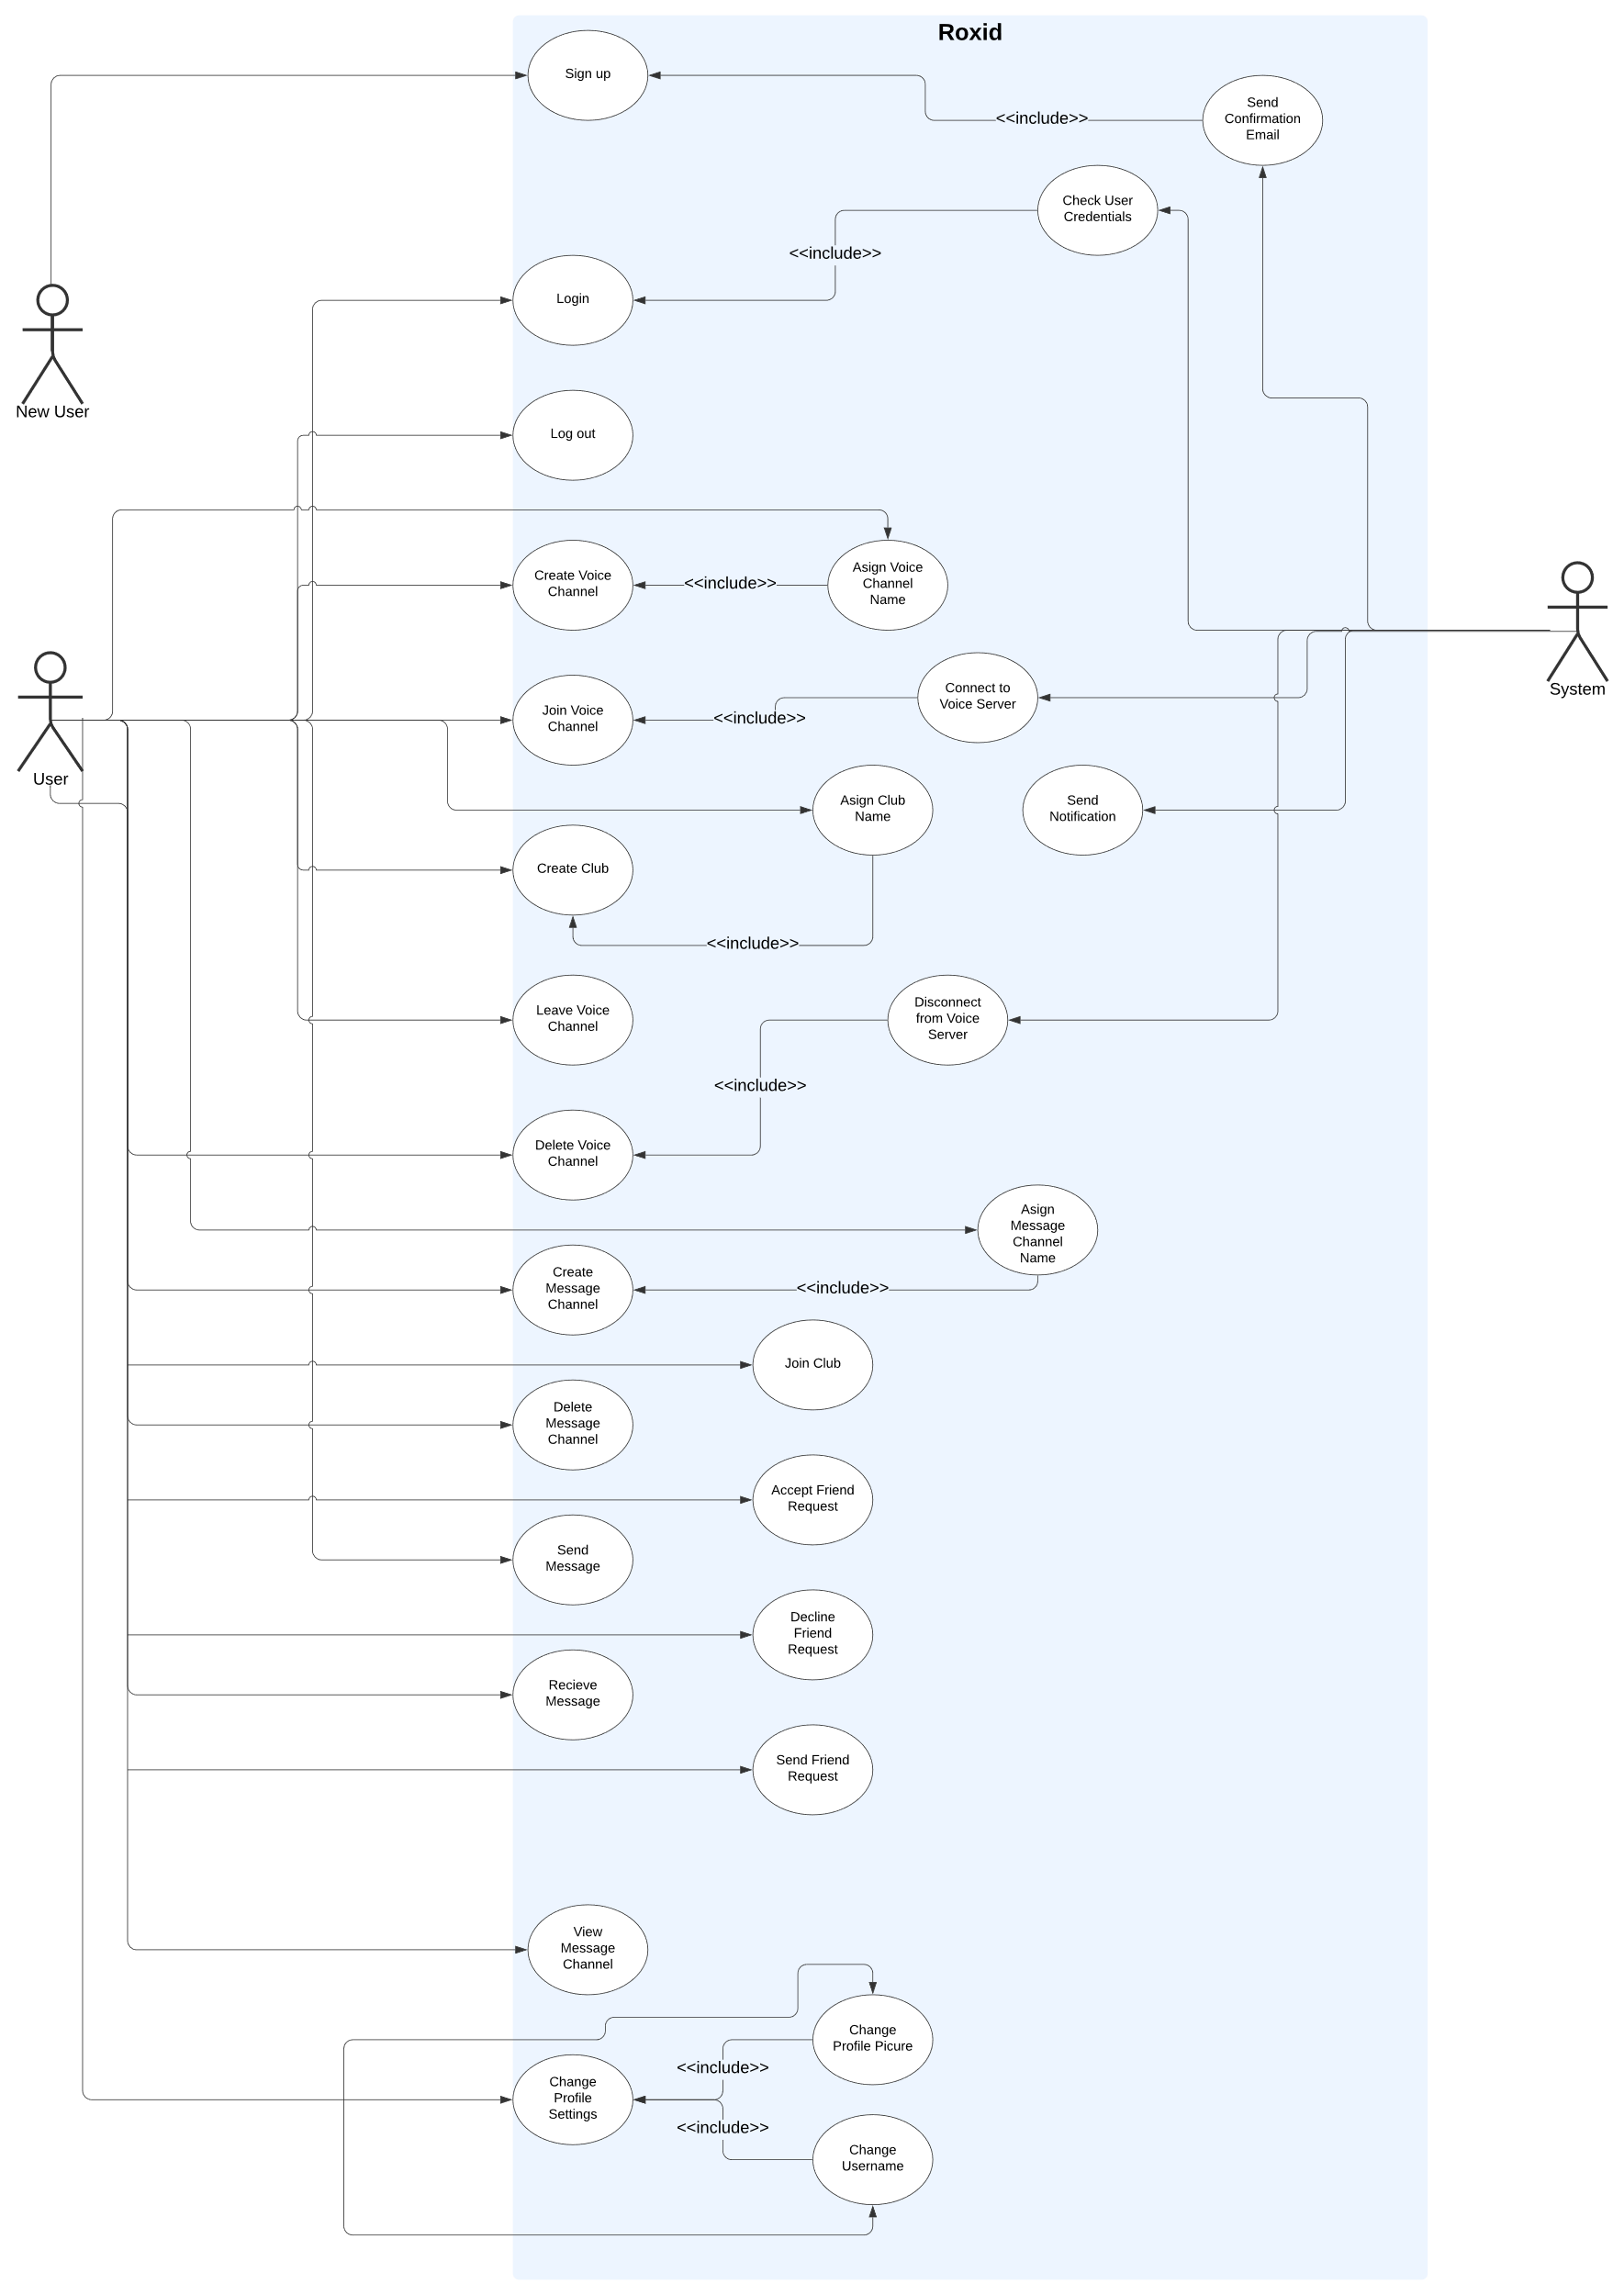 Roxid
Sign up
Send
Confirmation
Email
<<include>>
Check User
Credentials
<<include>>
Login
New User
Log out
Create Voice
Channel
<<include>>
Asign Voice
Channel
Name
System
Join Voice
Channel
<<include>>
Connect to
Voice Server
User
Asign Club
Name
Send
Notification
Create Club
<<include>>
Leave Voice
Channel
Disconnect
from Voice
Server
<<include>>
Delete Voice
Channel
Asign
Message
Channel
Name
Create
Message
Channel
<<include>>
Join Club
Delete
Message
Channel
Accept Friend
Request
Send
Message
Decline
Friend
Request
Recieve
Message
Send Friend
Request
View
Message
Channel
Change
Profile Picure
<<include>>
Change
Profile
Settings
<<include>>
Change
Username